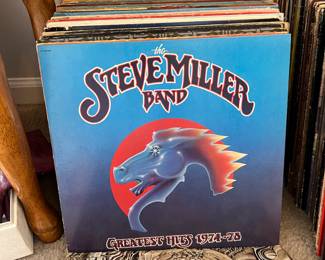 the
STEVE MILLER
BAND
GREATEST HITS 1974-78